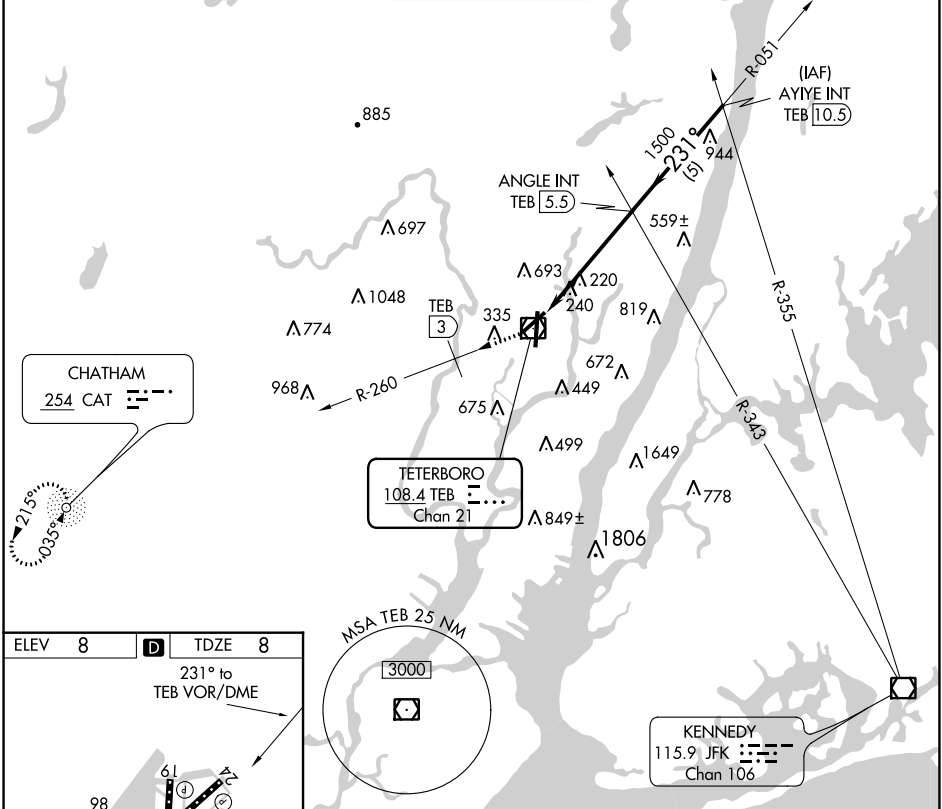 R-051
(IAF)
AYIYE INT
TEB 10.5
885
1500
231°
(5)
944
ANGLE INT
TEB 5.5
559±
697
693
220
240
R-355
1048
TEB
3
335
819
774
CHATHAM
254 CAT
968
R-260
672
449
675
R-343
499
1649
TETERBORO
108.4 TEB
Chan 21
778
215°
035°
849±
1806
MSA TEB 25 NM
3000
ELEV 8
D
TDZE 8
231° to
TEB VOR/DME
KENNEDY
115.9 JFK
Chan 106
19
24
P
P
98